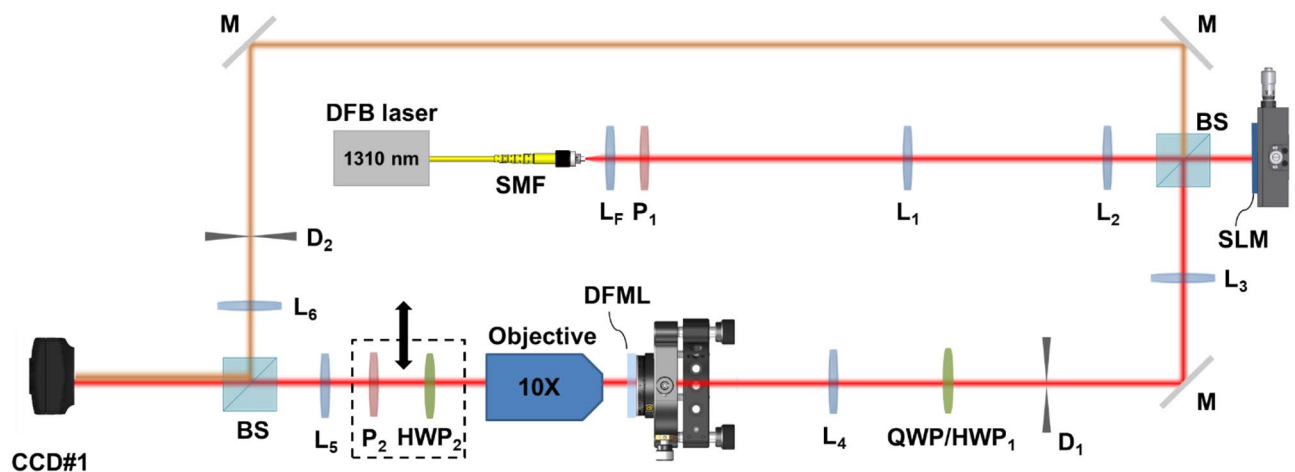 M
M
DFB laser
BS
1310 nm
SMF
L_F
P₁
L₁
L₂
SLM
D₂
L₃
L₆
DFML
Objective
10X
M
BS
L₅
P₂
HWP₂
L₄
QWP/HWP₁
D₁
CCD#1